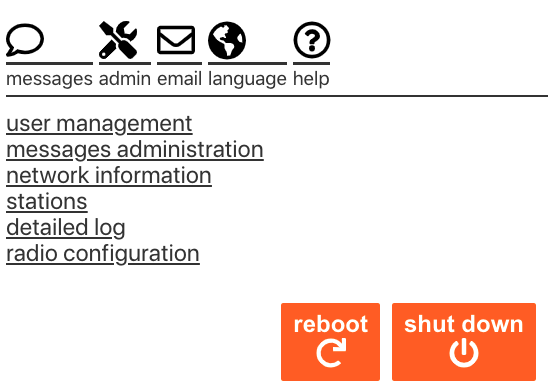 messages admin email language help
user management
messages administration
network information
stations
detailed log
radio configuration
reboot shut down